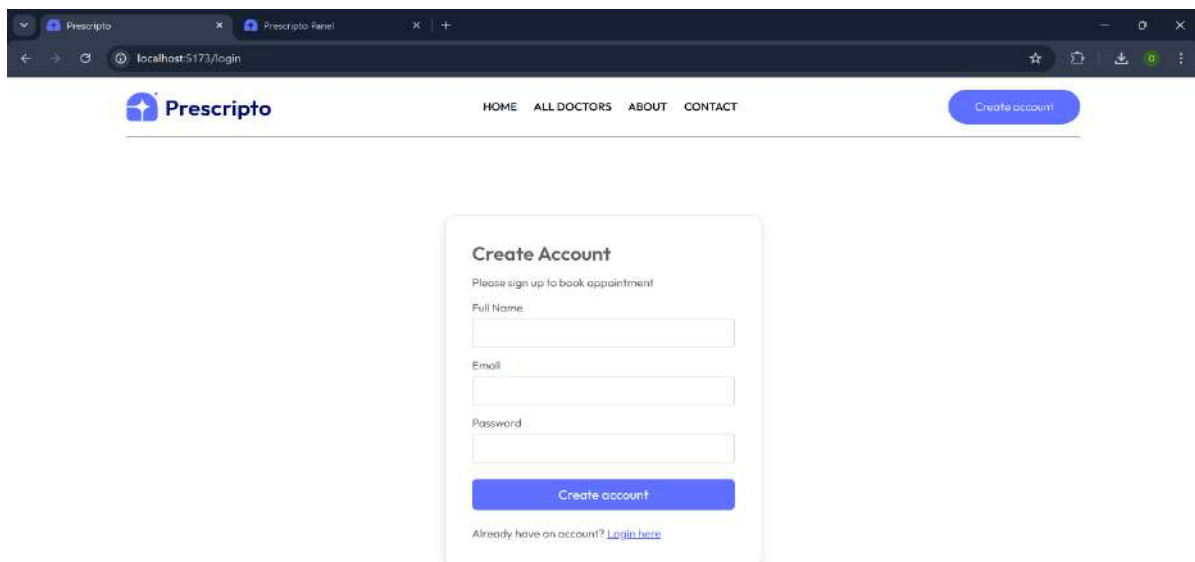 Prescripto
Prescripto Panel
localhost:5173/login
Prescripto
HOME ALL DOCTORS ABOUT CONTACT
Create account
Create Account
Please sign up to book appointment
Full Name
Email
Password
Create account
Already have an account? Login here